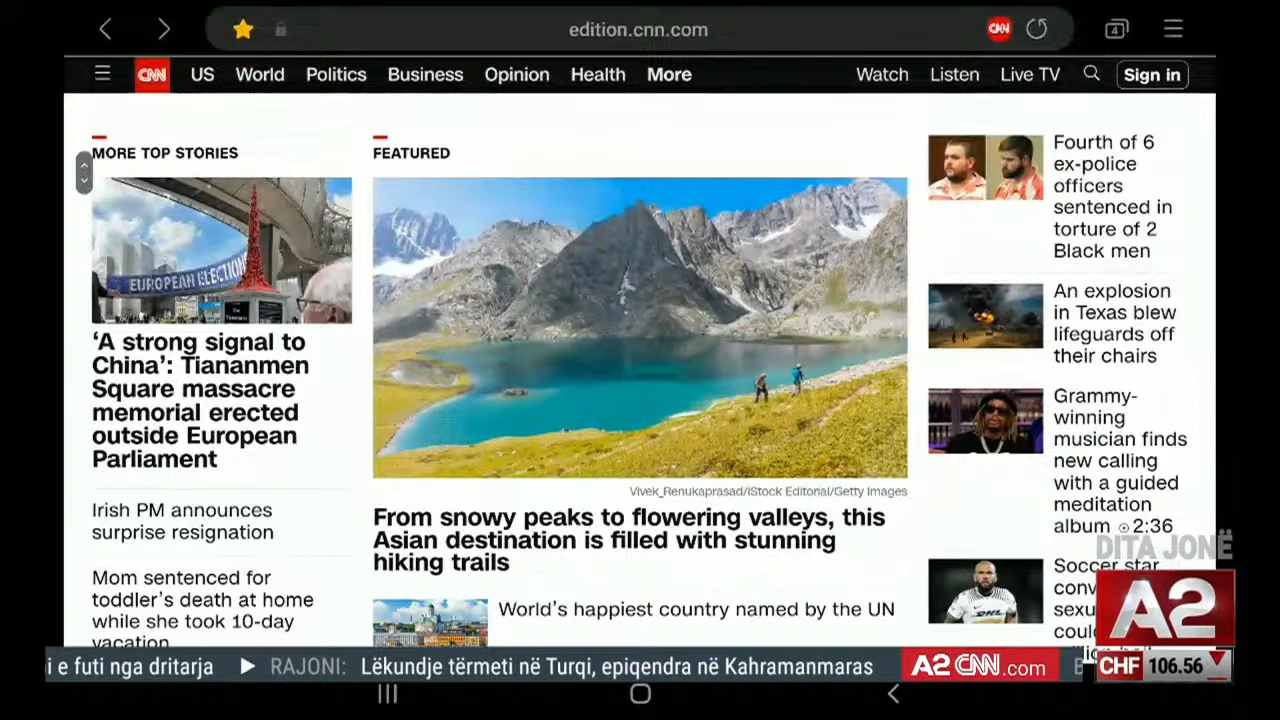 edition.cnn.com
CNN
4
CNN
US World Politics Business Opinion Health More
Watch Listen Live TV
Sign in
MORE TOP STORIES
EUROPEAN ELECTION
‘A strong signal to
China’: Tiananmen
Square massacre
memorial erected
outside European
Parliament
Irish PM announces
surprise resignation
Mom sentenced for
toddler’s death at home
while she took 10-day
vacation
FEATURED
Vivek_Renukaprasad/iStock Editorial/Getty Images
From snowy peaks to flowering valleys, this
Asian destination is filled with stunning
hiking trails
World’s happiest country named by the UN
Fourth of 6
ex-police
officers
sentenced in
torture of 2
Black men
An explosion
in Texas blew
lifeguards off
their chairs
Grammy-
winning
musician finds
new calling
with a guided
meditation
album 2:36
DHL
Soccer star
conv
sexu
coul
DITA JONË
A2
i e futi nga dritarja RAJONI: Lëkundje tërmeti në Turqi, epiqendra në Kahramanmaras
A2 CNN.com
CHF 106.56